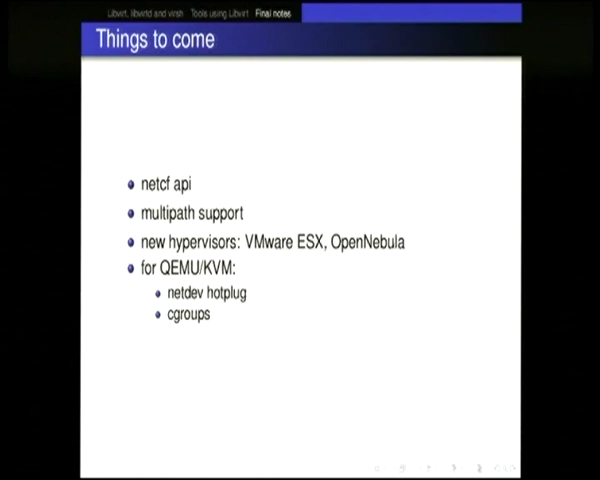 Libvirt, libvirtd and virsh Tools using Libvirt Final notes
Things to come
netcf api
multipath support
new hypervisors: VMware ESX, OpenNebula
for QEMU/KVM:
netdev hotplug
cgroups